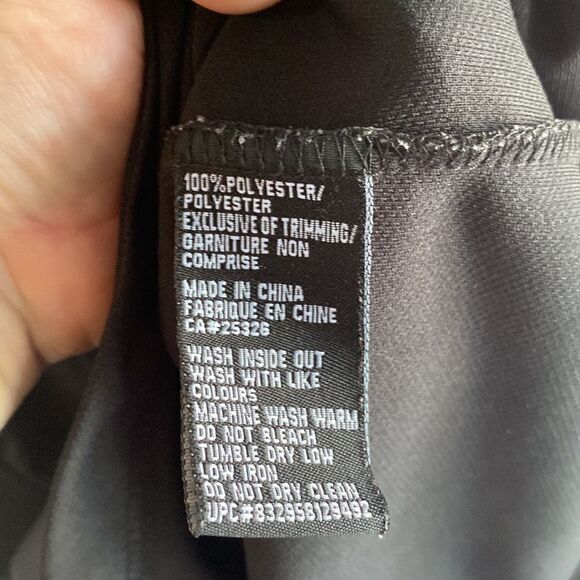 100%POLYESTER/
POLYESTER
EXCLUSIVE OF TRIMMING/
GARNITURE NON
COMPRISE
MADE IN CHINA
FABRIQUE EN CHINE
CA#25326
WASH INSIDE OUT
WASH WITH LIKE
COLOURS
MACHINE WASH WARM
DO NOT BLEACH
TUMBLE DRY LOW
LOW IRON
DO NOT DRY CLEAN
UPC#832958129492